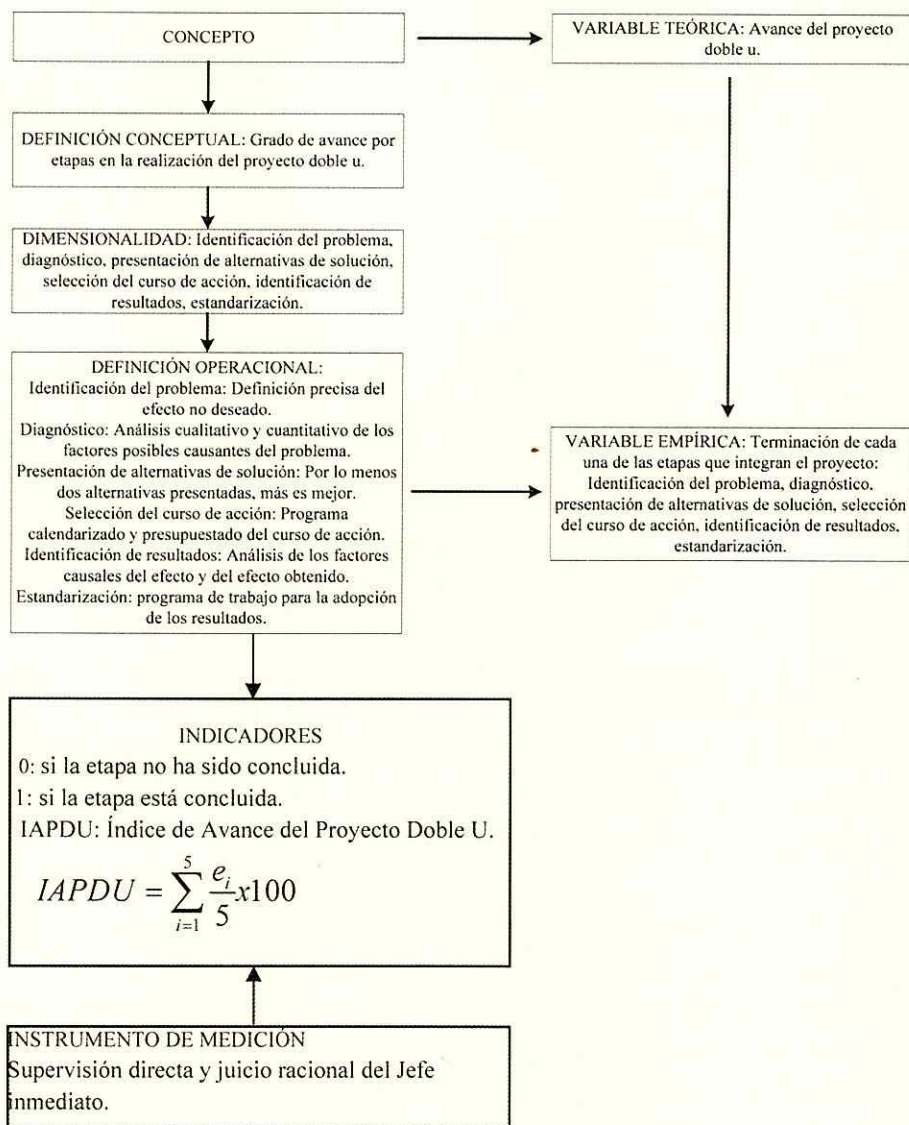 CONCEPTO
VARIABLE TEÓRICA: Avance del proyecto
doble u.
DEFINICIÓN CONCEPTUAL: Grado de avance por
etapas en la realización del proyecto doble u.
DIMENSIONALIDAD: Identificación del problema,
diagnóstico, presentación de alternativas de solución,
selección del curso de acción, identificación de
resultados, estandarización.
DEFINICIÓN OPERACIONAL:
Identificación del problema: Definición precisa del
efecto no deseado.
Diagnóstico: Análisis cualitativo y cuantitativo de los
factores posibles causantes del problema.
Presentación de alternativas de solución: Por lo menos
dos alternativas presentadas, más es mejor.
Selección del curso de acción: Programa
calendarizado y presupuestado del curso de acción.
Identificación de resultados: Análisis de los factores
causales del efecto y del efecto obtenido.
Estandarización: programa de trabajo para la adopción
de los resultados.
VARIABLE EMPÍRICA: Terminación de cada
una de las etapas que integran el proyecto:
Identificación del problema, diagnóstico,
presentación de alternativas de solución, selección
del curso de acción, identificación de resultados,
estandarización.
INDICADORES
0: si la etapa no ha sido concluida.
1: si la etapa está concluida.
IAPDU: Índice de Avance del Proyecto Doble U.
IAPDU = ∑_{i=1}^{5} e_i/5 x100
INSTRUMENTO DE MEDICIÓN
Supervisión directa y juicio racional del Jefe
inmediato.